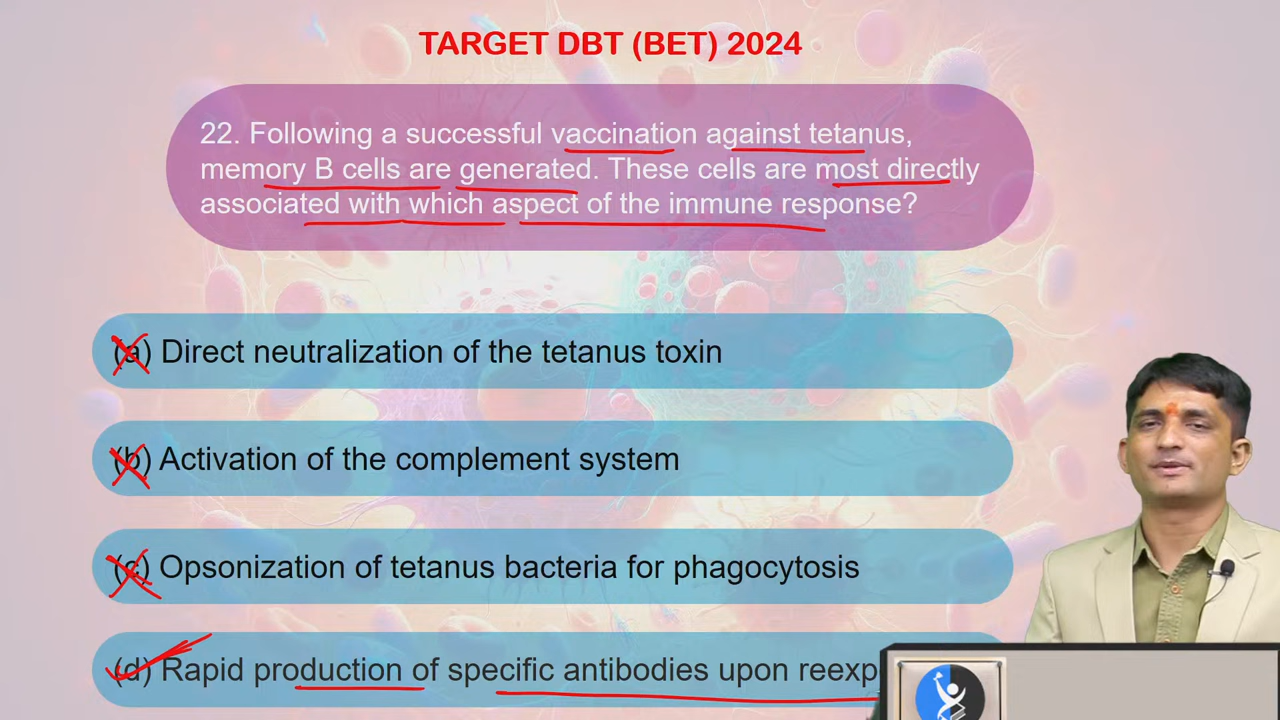 TARGET DBT (BET) 2024
22. Following a successful vaccination against tetanus,
memory B cells are generated. These cells are most directly
associated with which aspect of the immune response?
(a) Direct neutralization of the tetanus toxin
(b) Activation of the complement system
(c) Opsonization of tetanus bacteria for phagocytosis
(d) Rapid production of specific antibodies upon reexp